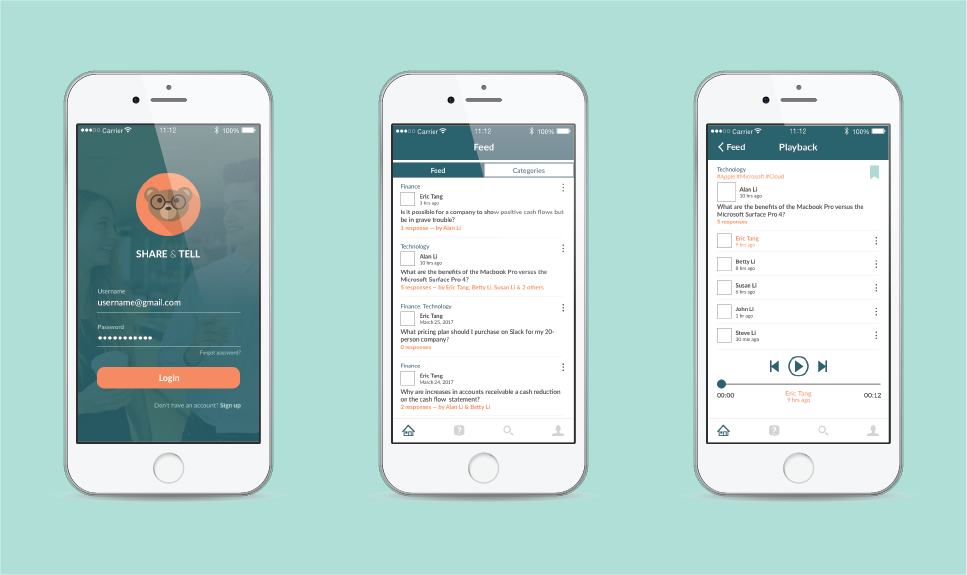 Carrier 11:12 100%
SHARE & TELL
Username
username@gmail.com
Password
Forgot password?
Login
Don't have an account? Sign up
Carrier 11:12 100%
Feed
Feed Categories
Finance
Eric Tang
3 hrs ago
Is it possible for a company to show positive cash flows but
be in grave trouble?
1 response — by Alan Li
Technology
Alan Li
10 hrs ago
What are the benefits of the Macbook Pro versus the
Microsoft Surface Pro 4?
5 responses — by Eric Tang, Betty Li, Susan Li & 2 others
Finance, Technology
Eric Tang
March 25, 2017
What pricing plan should I purchase on Slack for my 20-
person company?
0 responses
Finance
Eric Tang
March 24, 2017
Why are increases in accounts receivable a cash reduction
on the cash flow statement?
2 responses — by Alan Li & Betty Li
?
Carrier 11:12 100%
Feed Playback
Technology
#Apple #Microsoft #Cloud
Alan Li
10 hrs ago
What are the benefits of the Macbook Pro versus the
Microsoft Surface Pro 4?
5 responses
Eric Tang
9 hrs ago
Betty Li
8 hrs ago
Susan Li
6 hrs ago
John Li
1 hr ago
Steve Li
30 min ago
00:00 Eric Tang 00:12
9 hrs ago
?